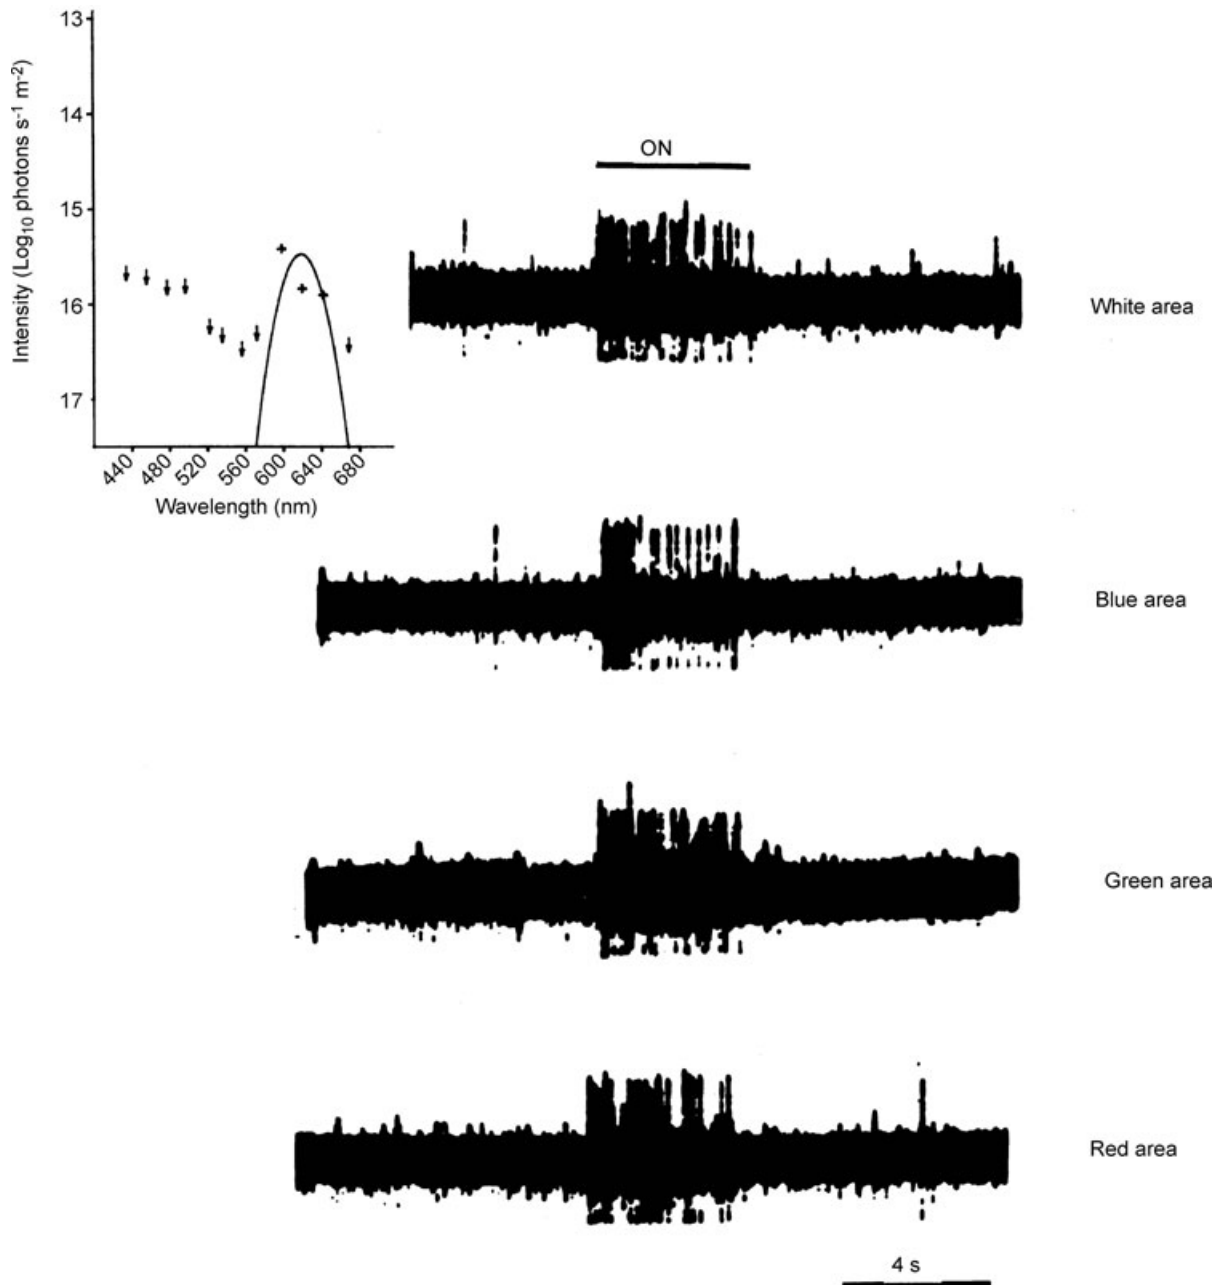 Intensity (Log₁₀ photons s⁻¹ m⁻²)
13
14
15
16
17
440
480
520
560
600
640
680
Wavelength (nm)
ON
White area
Blue area
Green area
Red area
4 s